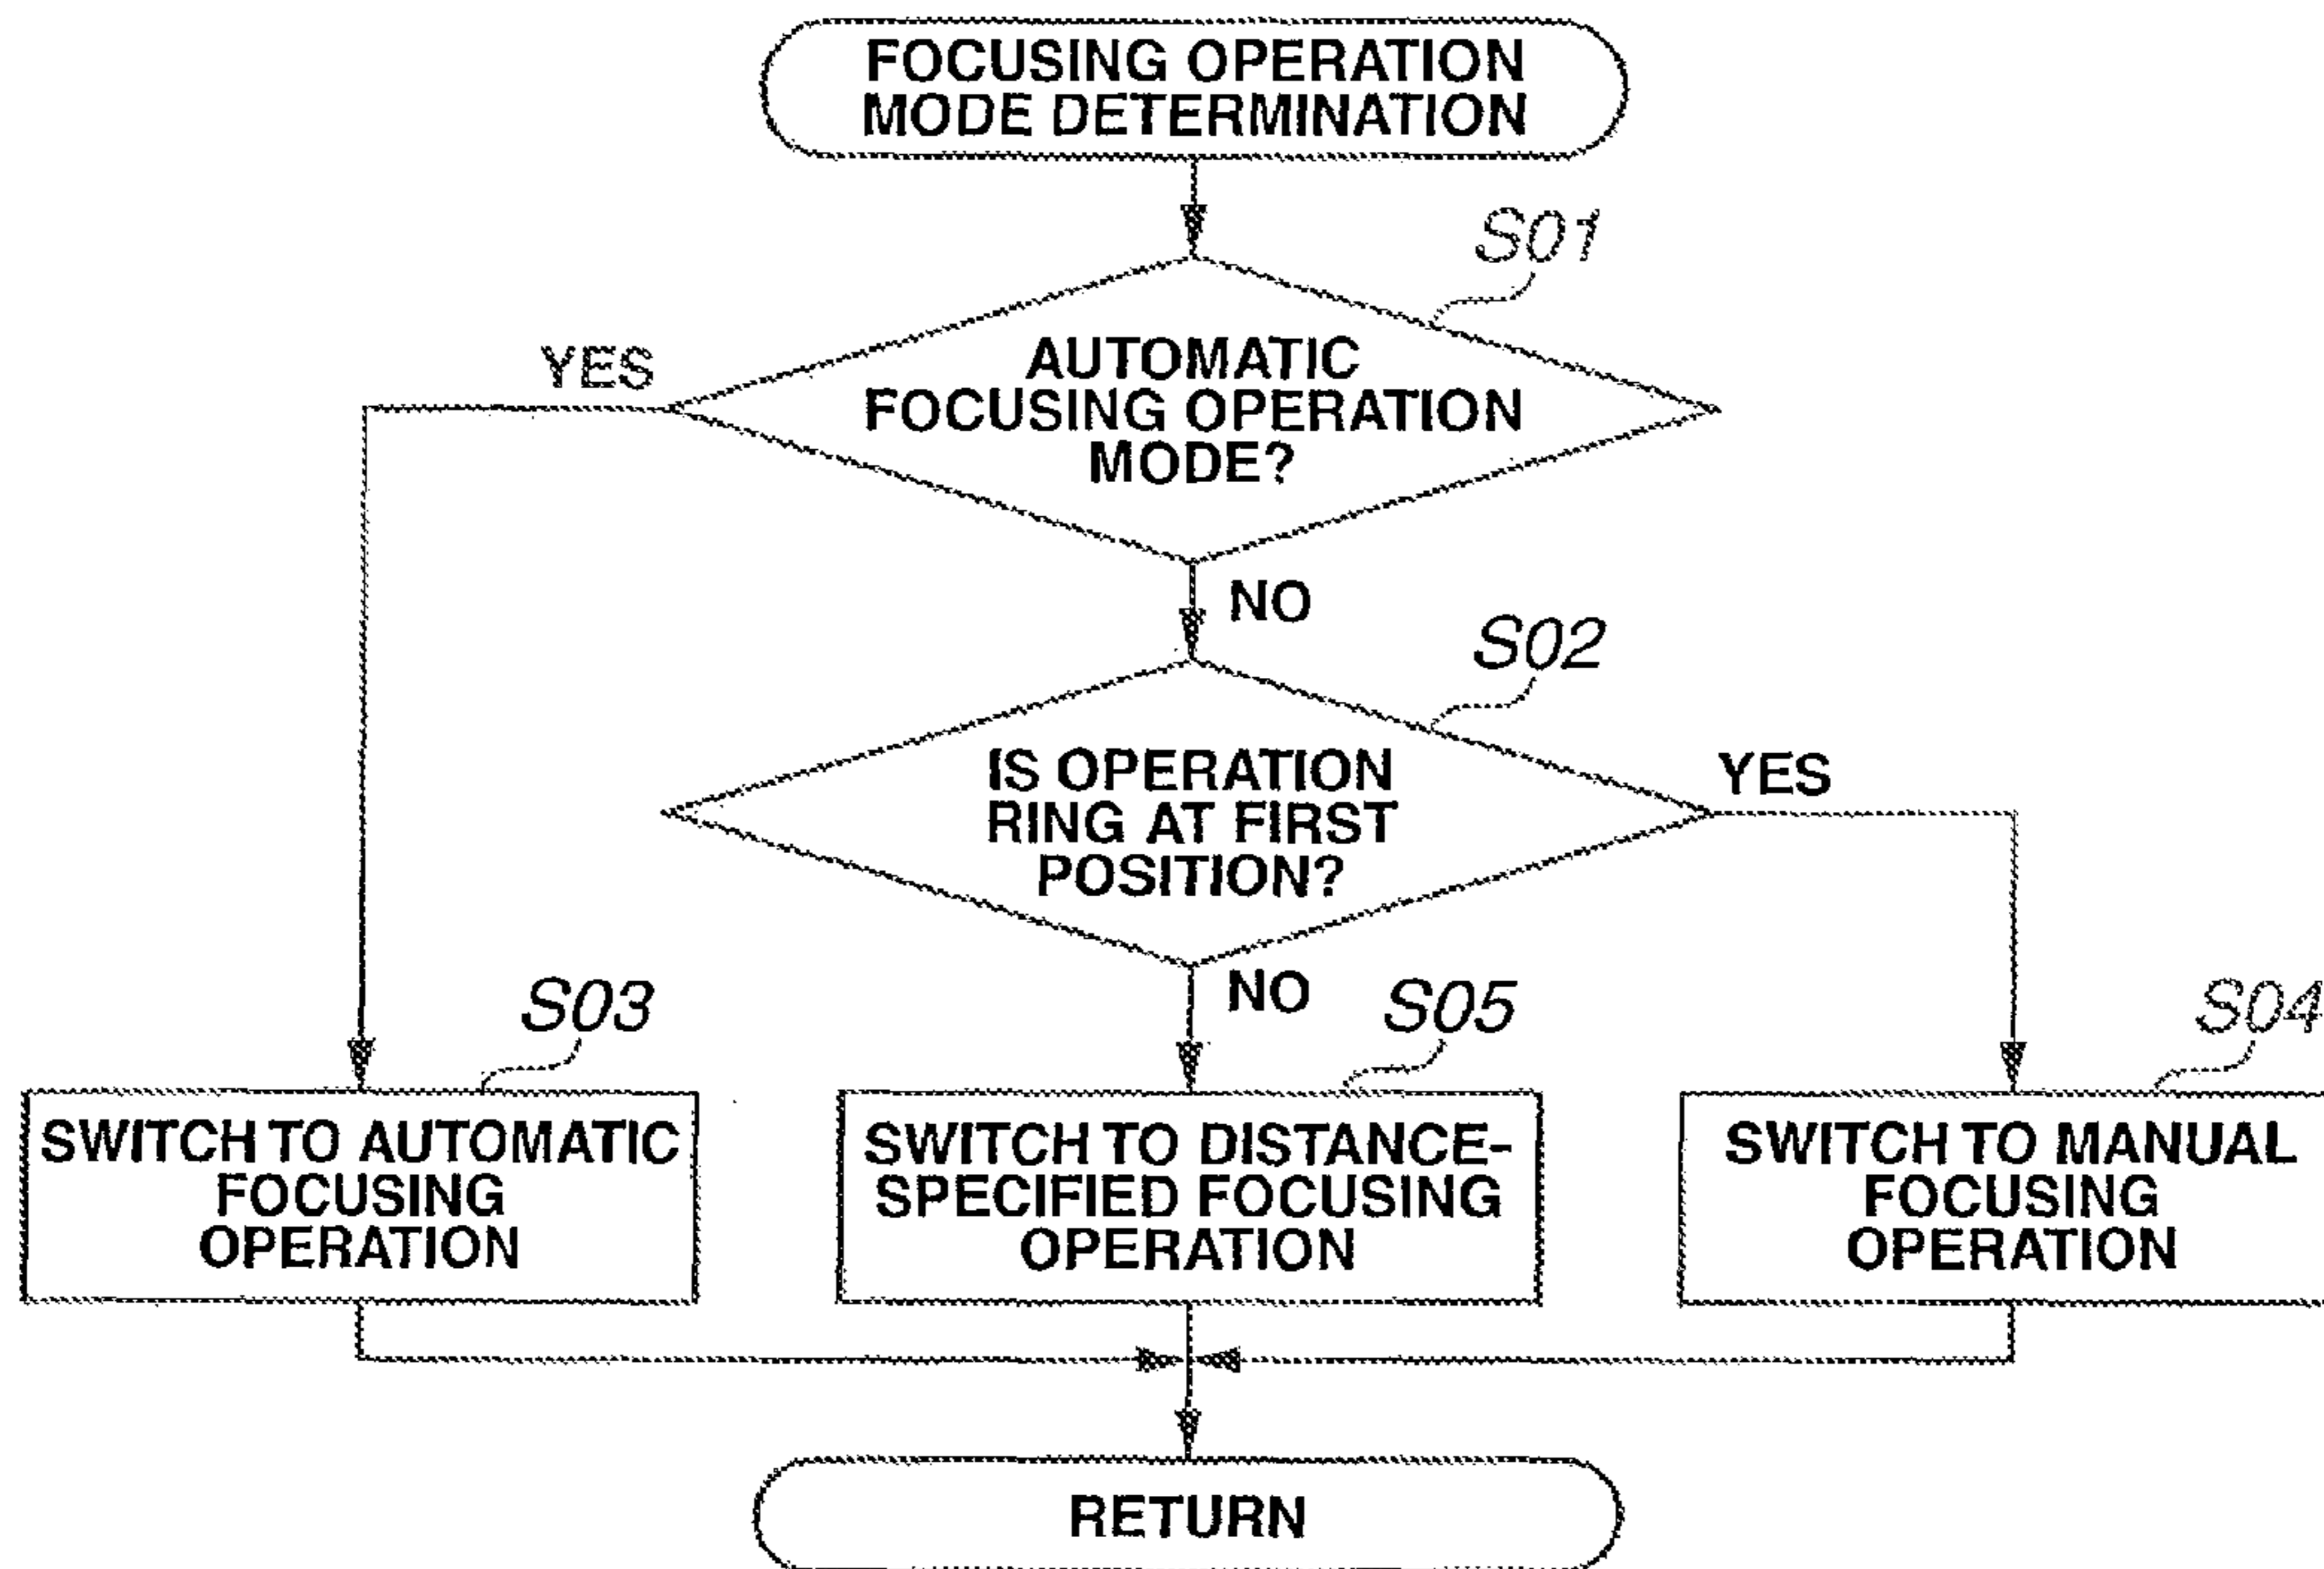 FOCUSING OPERATION
MODE DETERMINATION
S01
YES
AUTOMATIC
FOCUSING OPERATION
MODE?
NO
S02
IS OPERATION
RING AT FIRST
POSITION?
YES
NO
S03
S05
S04
SWITCH TO AUTOMATIC
FOCUSING
OPERATION
SWITCH TO DISTANCE-
SPECIFIED FOCUSING
OPERATION
SWITCH TO MANUAL
FOCUSING
OPERATION
RETURN